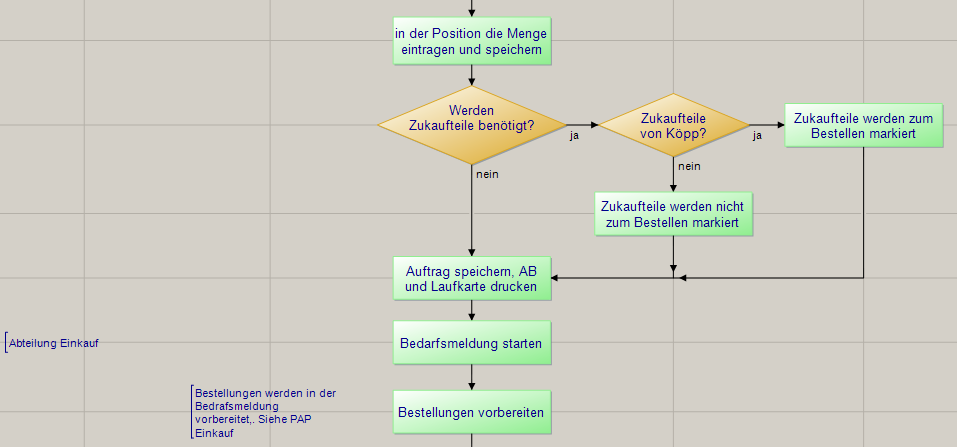 in der Position die Menge
eintragen und speichern
Werden
Zukaufteile benötigt?
ja
Zukaufteile
von Köpp?
ja
Zukaufteile werden zum
Bestellen markiert
nein
nein
Zukaufteile werden nicht
zum Bestellen markiert
Auftrag speichern, AB
und Laufkarte drucken
Abteilung Einkauf
Bedarfsmeldung starten
Bestellungen werden in der
Bedrafsmeldung
vorbereitet,. Siehe PAP
Einkauf
Bestellungen vorbereiten